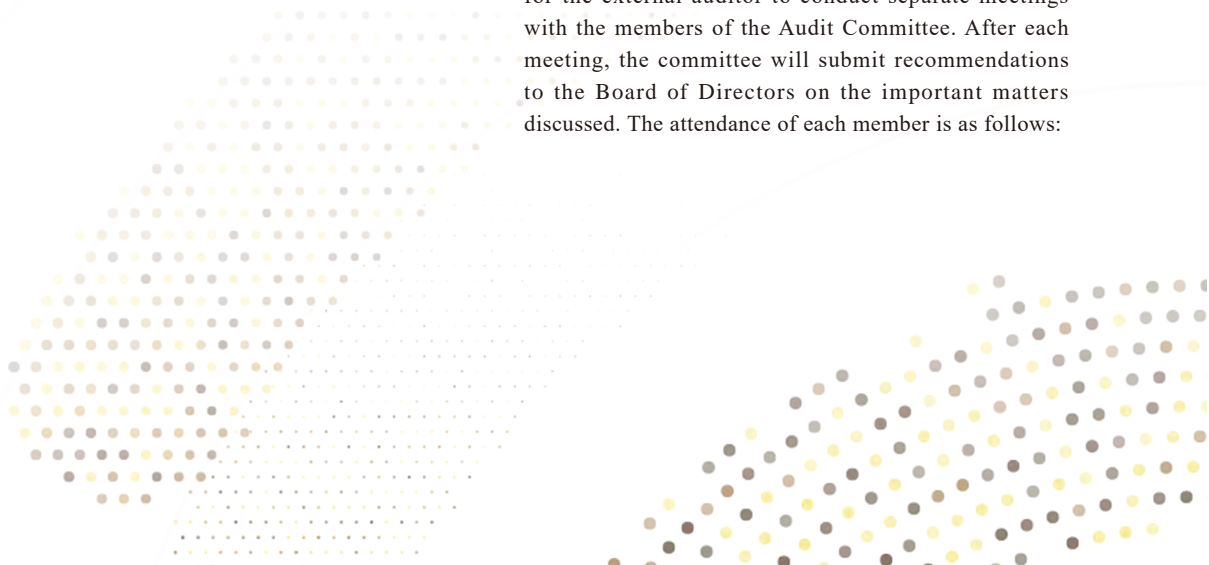 for the external auditor to conduct separate meetings
with the members of the Audit Committee. After each
meeting, the committee will submit recommendations
to the Board of Directors on the important matters
discussed. The attendance of each member is as follows: